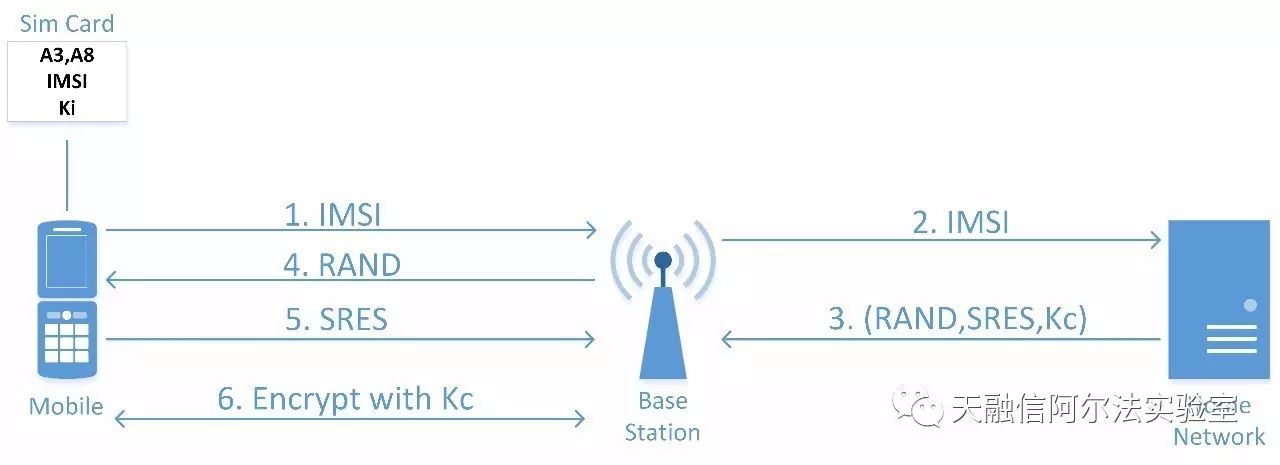 Sim Card
A3,A8
IMSI
Ki
1. IMSI
2. IMSI
4. RAND
5. SRES
3. (RAND,SRES,Kc)
6. Encrypt with Kc
Mobile
Base
Station
天融信阿尔法实验室
Network